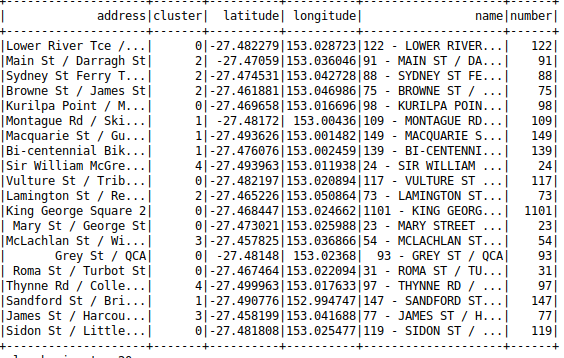 |           address|cluster|  latitude| longitude|               name|number|
|Lower River Tce /...|      0|-27.482279|153.028723|122 - LOWER RIVER...|   122|
|Main St / Darragh St|      2| -27.47059|153.036046|91 - MAIN ST / DA...|    91|
|Sydney St Ferry T...|      2|-27.474531|153.042728|88 - SYDNEY ST FE...|    88|
|Browne St / James St|      2|-27.461881|153.046986|75 - BROWNE ST / ...|    75|
|Kurilpa Point / M...|      0|-27.469658|153.016696|98 - KURILPA POIN...|    98|
|Montague Rd / Ski...|      1| -27.48172| 153.00436|109 - MONTAGUE RD...|   109|
|Macquarie St / Gu...|      1|-27.493626|153.001482|149 - MACQUARIE S...|   149|
|Bi-centennial Bik...|      1|-27.476076|153.002459|139 - BI-CENTENNI...|   139|
|Sir William McGre...|      4|-27.493963|153.011938|24 - SIR WILLIAM ...|    24|
|Vulture St / Trib...|      0|-27.482197|153.020894|117 - VULTURE ST ...|   117|
|Lamington St / Re...|      2|-27.465226|153.050864|73 - LAMINGTON ST...|    73|
|King George Square 2|      0|-27.468447|153.024662|1101 - KING GEORG...|  1101|
| Mary St / George St|      0|-27.473021|153.025988|23 - MARY STREET ...|    23|
|McLachlan St / Wi...|      3|-27.457825|153.036866|54 - MCLACHLAN ST...|    54|
|       Grey St / QCA|      0| -27.48148| 153.02368|  93 - GREY ST / QCA|    93|
| Roma St / Turbot St|      0|-27.467464|153.022094|31 - ROMA ST / TU...|    31|
|Thynne Rd / Colle...|      4|-27.499963|153.017633|97 - THYNNE RD / ...|    97|
|Sandford St / Bri...|      1|-27.490776|152.994747|147 - SANDFORD ST...|   147|
|James St / Harcou...|      3|-27.458199|153.041688|77 - JAMES ST / H...|    77|
|Sidon St / Little...|      0|-27.481808|153.025477|119 - SIDON ST / ...|   119|